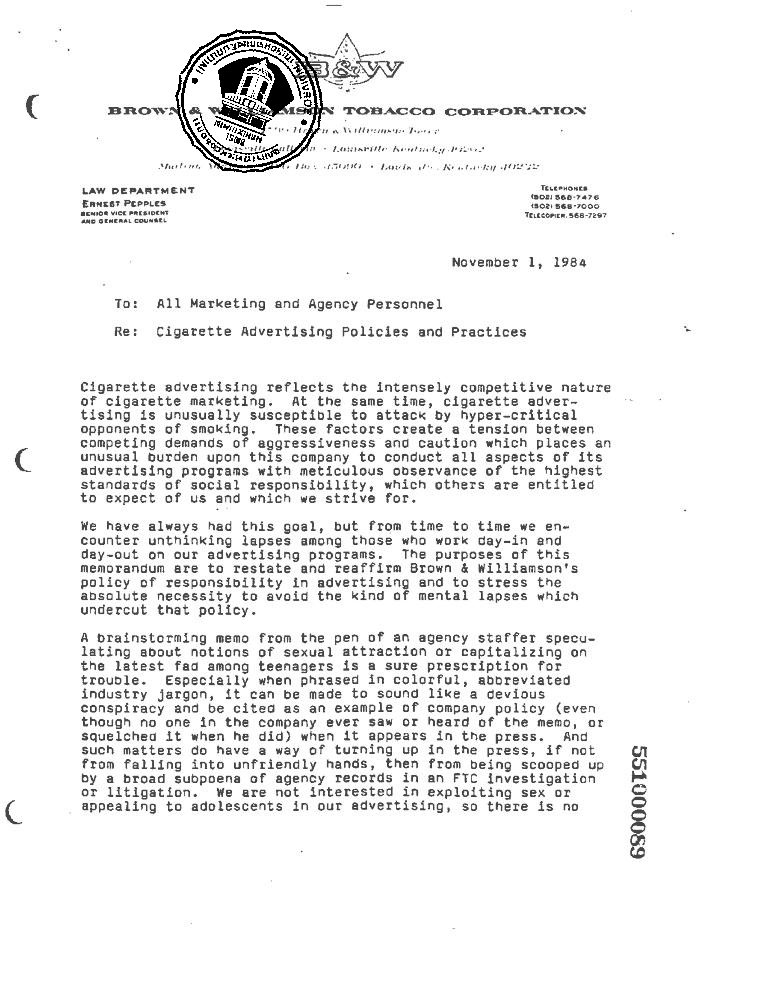 B&W
BROWN & WILLIAMSON TOBACCO CORPORATION
Louisville Kentucky 40202
LAW DEPARTMENT
ERNEST PEPPLES
SENIOR VICE PRESIDENT
AND GENERAL COUNSEL
TELEPHONES
(502) 568-7476
(502) 568-7000
TELECOPIER, 568-7297
November 1, 1984
To: All Marketing and Agency Personnel
Re: Cigarette Advertising Policies and Practices
Cigarette advertising reflects the intensely competitive nature
of cigarette marketing. At the same time, cigarette adver-
tising is unusually susceptible to attack by hyper-critical
opponents of smoking. These factors create a tension between
competing demands of aggressiveness and caution which places an
unusual burden upon this company to conduct all aspects of its
advertising programs with meticulous observance of the highest
standards of social responsibility, which others are entitled
to expect of us and which we strive for.
We have always had this goal, but from time to time we en-
counter unthinking lapses among those who work day-in and
day-out on our advertising programs. The purposes of this
memorandum are to restate and reaffirm Brown & Williamson's
policy of responsibility in advertising and to stress the
absolute necessity to avoid the kind of mental lapses which
undercut that policy.
A brainstorming memo from the pen of an agency staffer specu-
lating about notions of sexual attraction or capitalizing on
the latest fad among teenagers is a sure prescription for
trouble. Especially when phrased in colorful, abbreviated
industry jargon, it can be made to sound like a devious
conspiracy and be cited as an example of company policy (even
though no one in the company ever saw or heard of the memo, or
squelched it when he did) when it appears in the press. And
such matters do have a way of turning up in the press, if not
from falling into unfriendly hands, then from being scooped up
by a broad subpoena of agency records in an FTC investigation
or litigation. We are not interested in exploiting sex or
appealing to adolescents in our advertising, so there is no
551000089